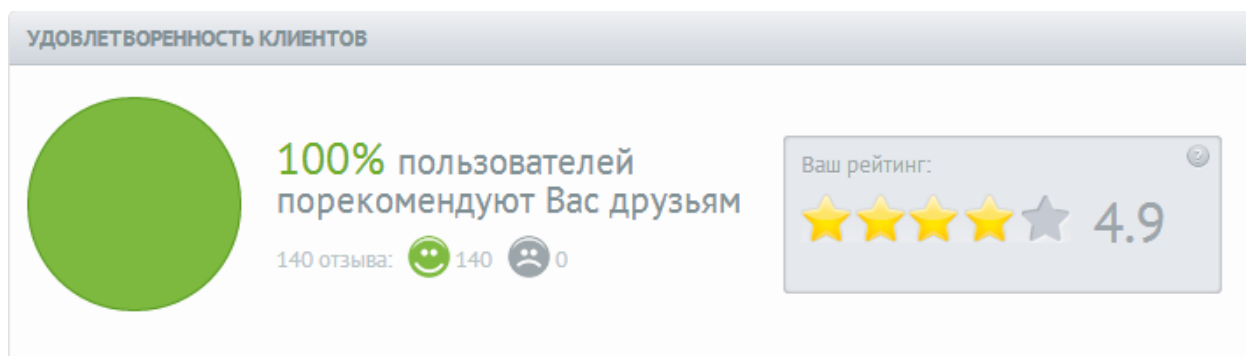 УДОВЛЕТВОРЕННОСТЬ КЛИЕНТОВ
100% пользователей
порекомендуют Вас друзьям
140 отзыва: 140 0
Ваш рейтинг: ?
4.9